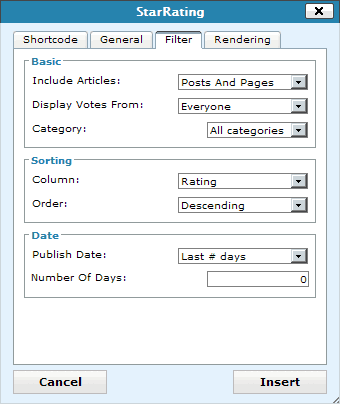 StarRating
Shortcode General Filter Rendering
Basic
Include Articles: Posts And Pages
Display Votes From: Everyone
Category: All categories
Sorting
Column: Rating
Order: Descending
Date
Publish Date: Last # days
Number Of Days: 0
Cancel Insert